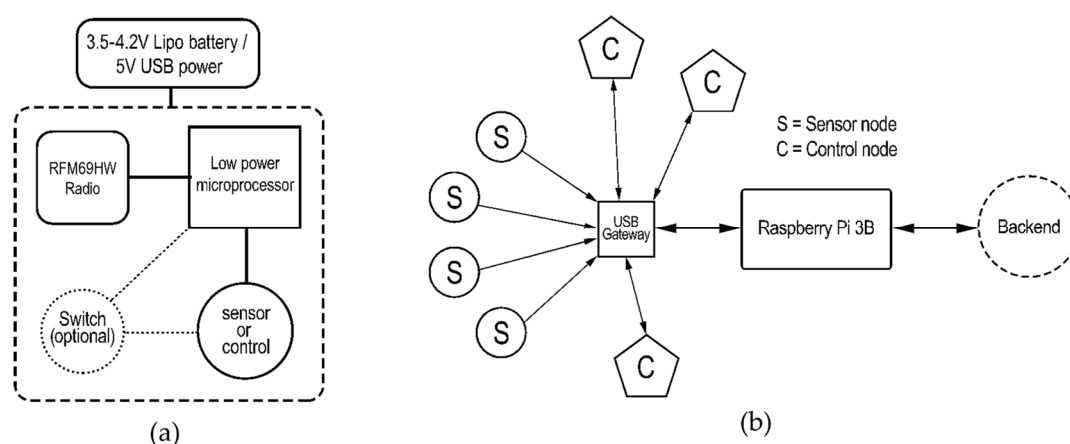 3.5-4.2V Lipo battery /
5V USB power
RFM69HW
Radio
Low power
microprocessor
Switch
(optional)
sensor
or
control
(a)
C
C
S
S
S
S
C
S = Sensor node
C = Control node
USB
Gateway
Raspberry Pi 3B
Backend
(b)